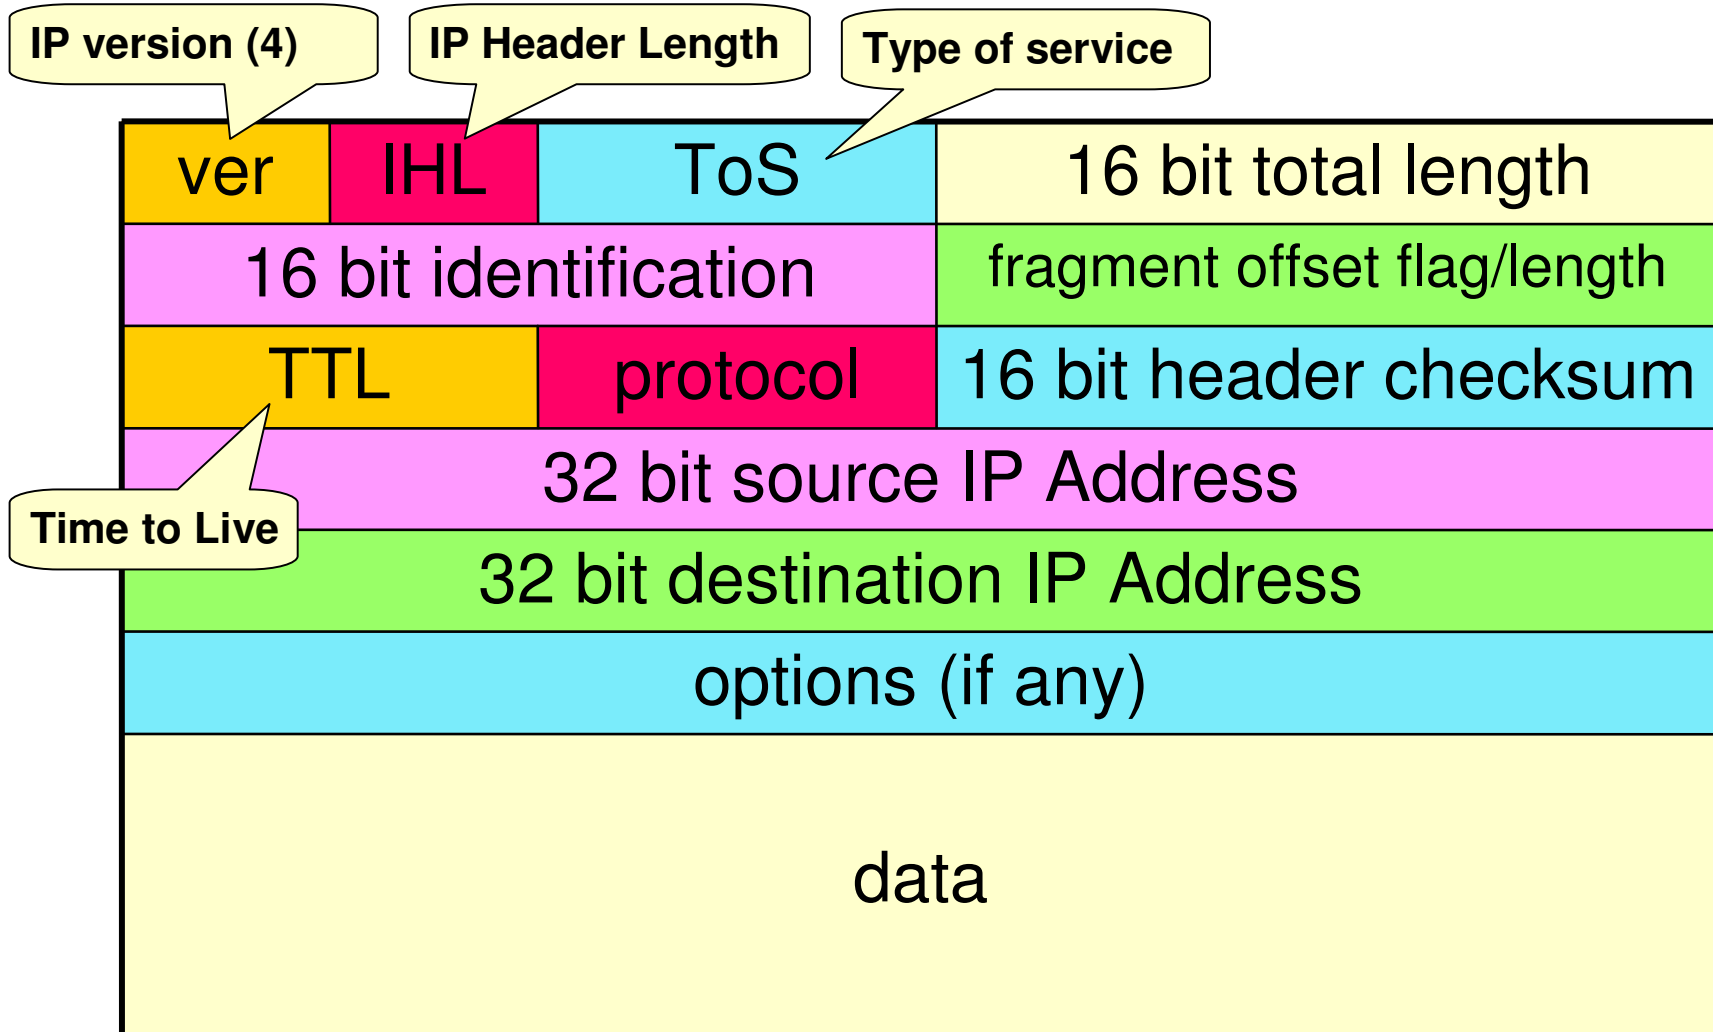 IP version (4)
IP Header Length
Type of service
ver
IHL
ToS
16 bit total length
16 bit identification
fragment offset flag/length
TTL
protocol
16 bit header checksum
32 bit source IP Address
Time to Live
32 bit destination IP Address
options (if any)
data